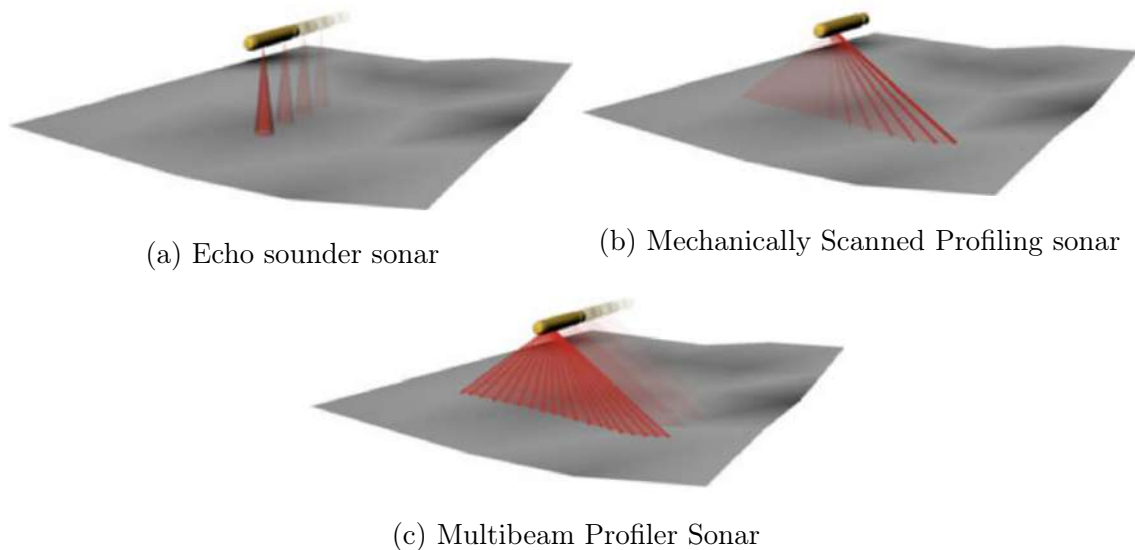 (a) Echo sounder sonar
(b) Mechanically Scanned Profiling sonar
(c) Multibeam Profiler Sonar